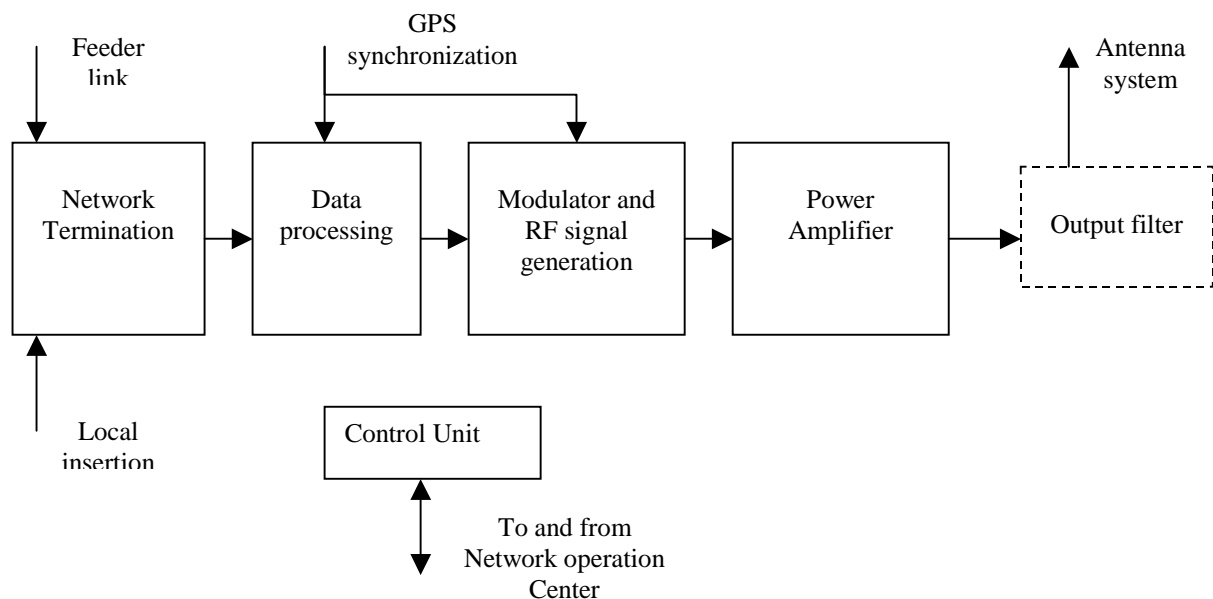 GPS
synchronization
Feeder
link
Antenna
system
Network
Termination
Data
processing
Modulator and
RF signal
generation
Power
Amplifier
Output filter
Local
insertion
Control Unit
To and from
Network operation
Center